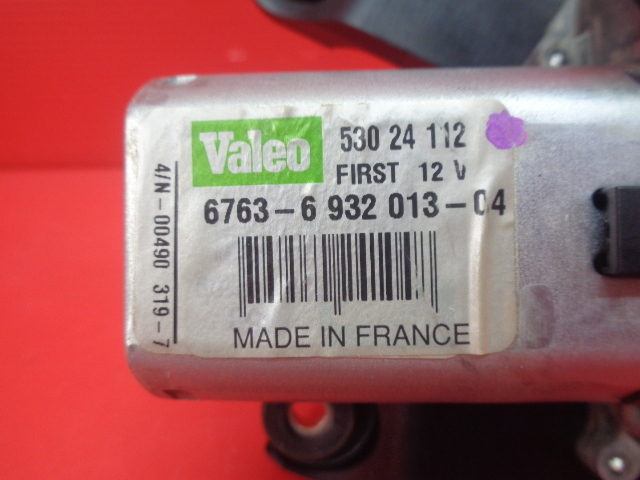 Valeo
530 24 112
FIRST 12 V
6763-6 932 013-04
MADE IN FRANCE
4/N-00490 319-7